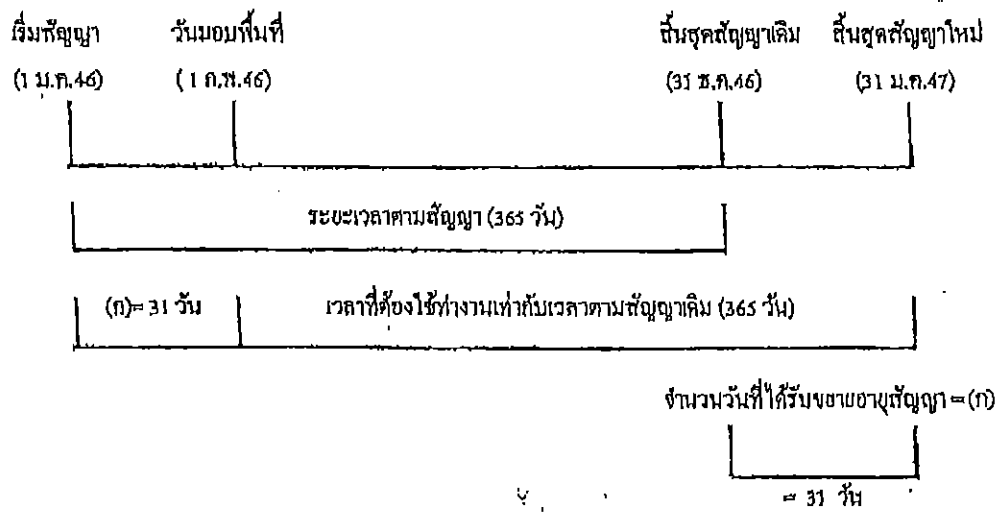 เริ่มสัญญา วันมอบพื้นที่ สิ้นสุดสัญญาเดิม สิ้นสุดสัญญาใหม่
(1 ม.ค.46) (1 ก.พ.46) (31 ธ.ค.46) (31 ม.ค.47)
ระยะเวลาตามสัญญา (365 วัน)
(ก)= 31 วัน เวลาที่ต้องใช้ทำงานเท่ากับเวลาตามสัญญาเดิม (365 วัน)
จำนวนวันที่ได้รับขยายอายุสัญญา = (ก)
= 31 วัน